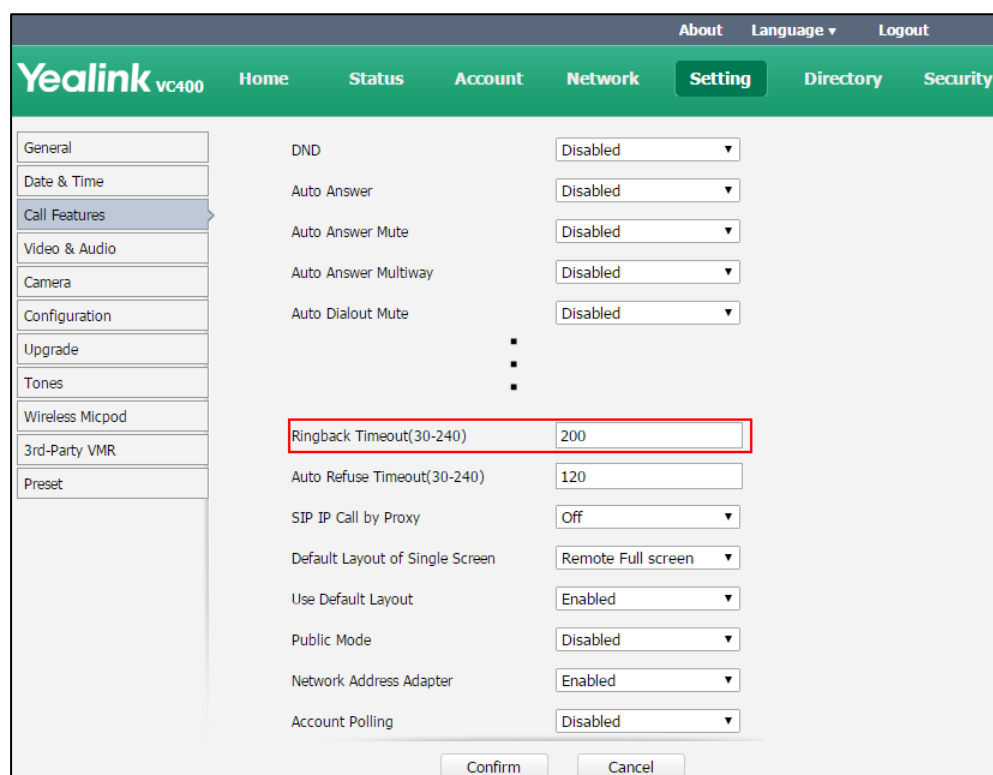 About Language ▾ Logout
Yealink VC400 Home Status Account Network Setting Directory Security
General
Date & Time
Call Features
Video & Audio
Camera
Configuration
Upgrade
Tones
Wireless Micpod
3rd-Party VMR
Preset
DND Disabled
Auto Answer Disabled
Auto Answer Mute Disabled
Auto Answer Multiway Disabled
Auto Dialout Mute Disabled
Ringback Timeout(30-240) 200
Auto Refuse Timeout(30-240) 120
SIP IP Call by Proxy Off
Default Layout of Single Screen Remote Full screen
Use Default Layout Enabled
Public Mode Disabled
Network Address Adapter Enabled
Account Polling Disabled
Confirm Cancel